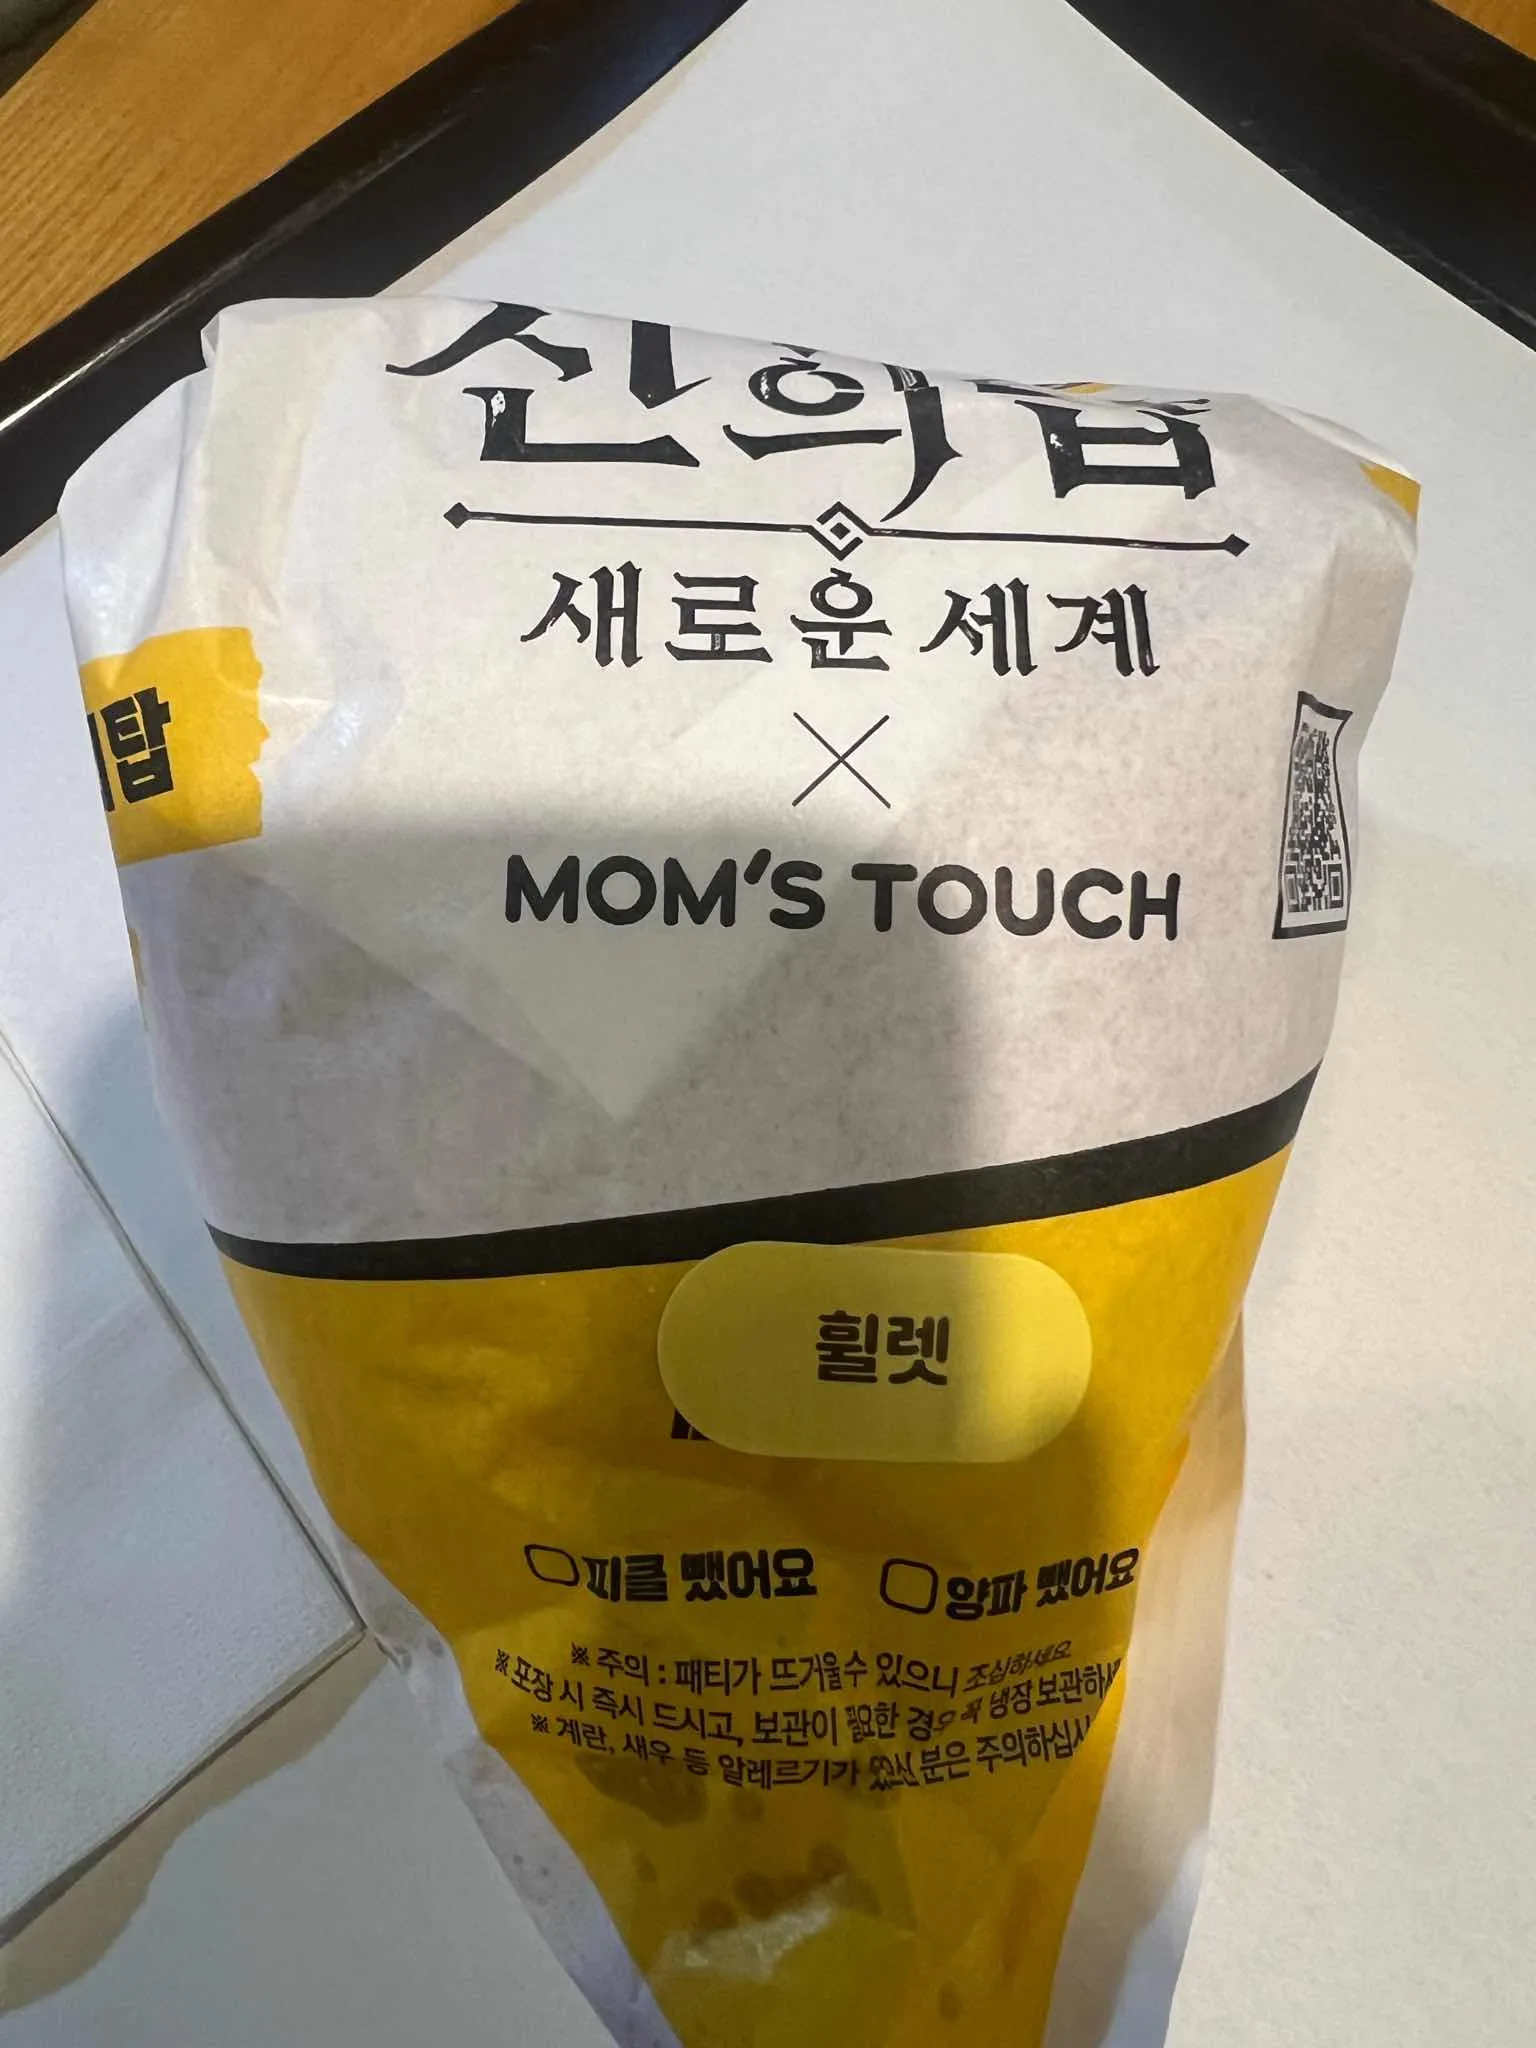 신의탑
새로운 세계
×
MOM'S TOUCH
탑
휠렛
피클 뺐어요 양파 뺐어요
※ 주의 : 패티가 뜨거울수 있으니 조심하세요
※ 포장 시 즉시 드시고, 보관이 필요한 경우 꼭 냉장 보관하세
※ 계란, 새우 등 알레르기가 있으신 분은 주의하십시